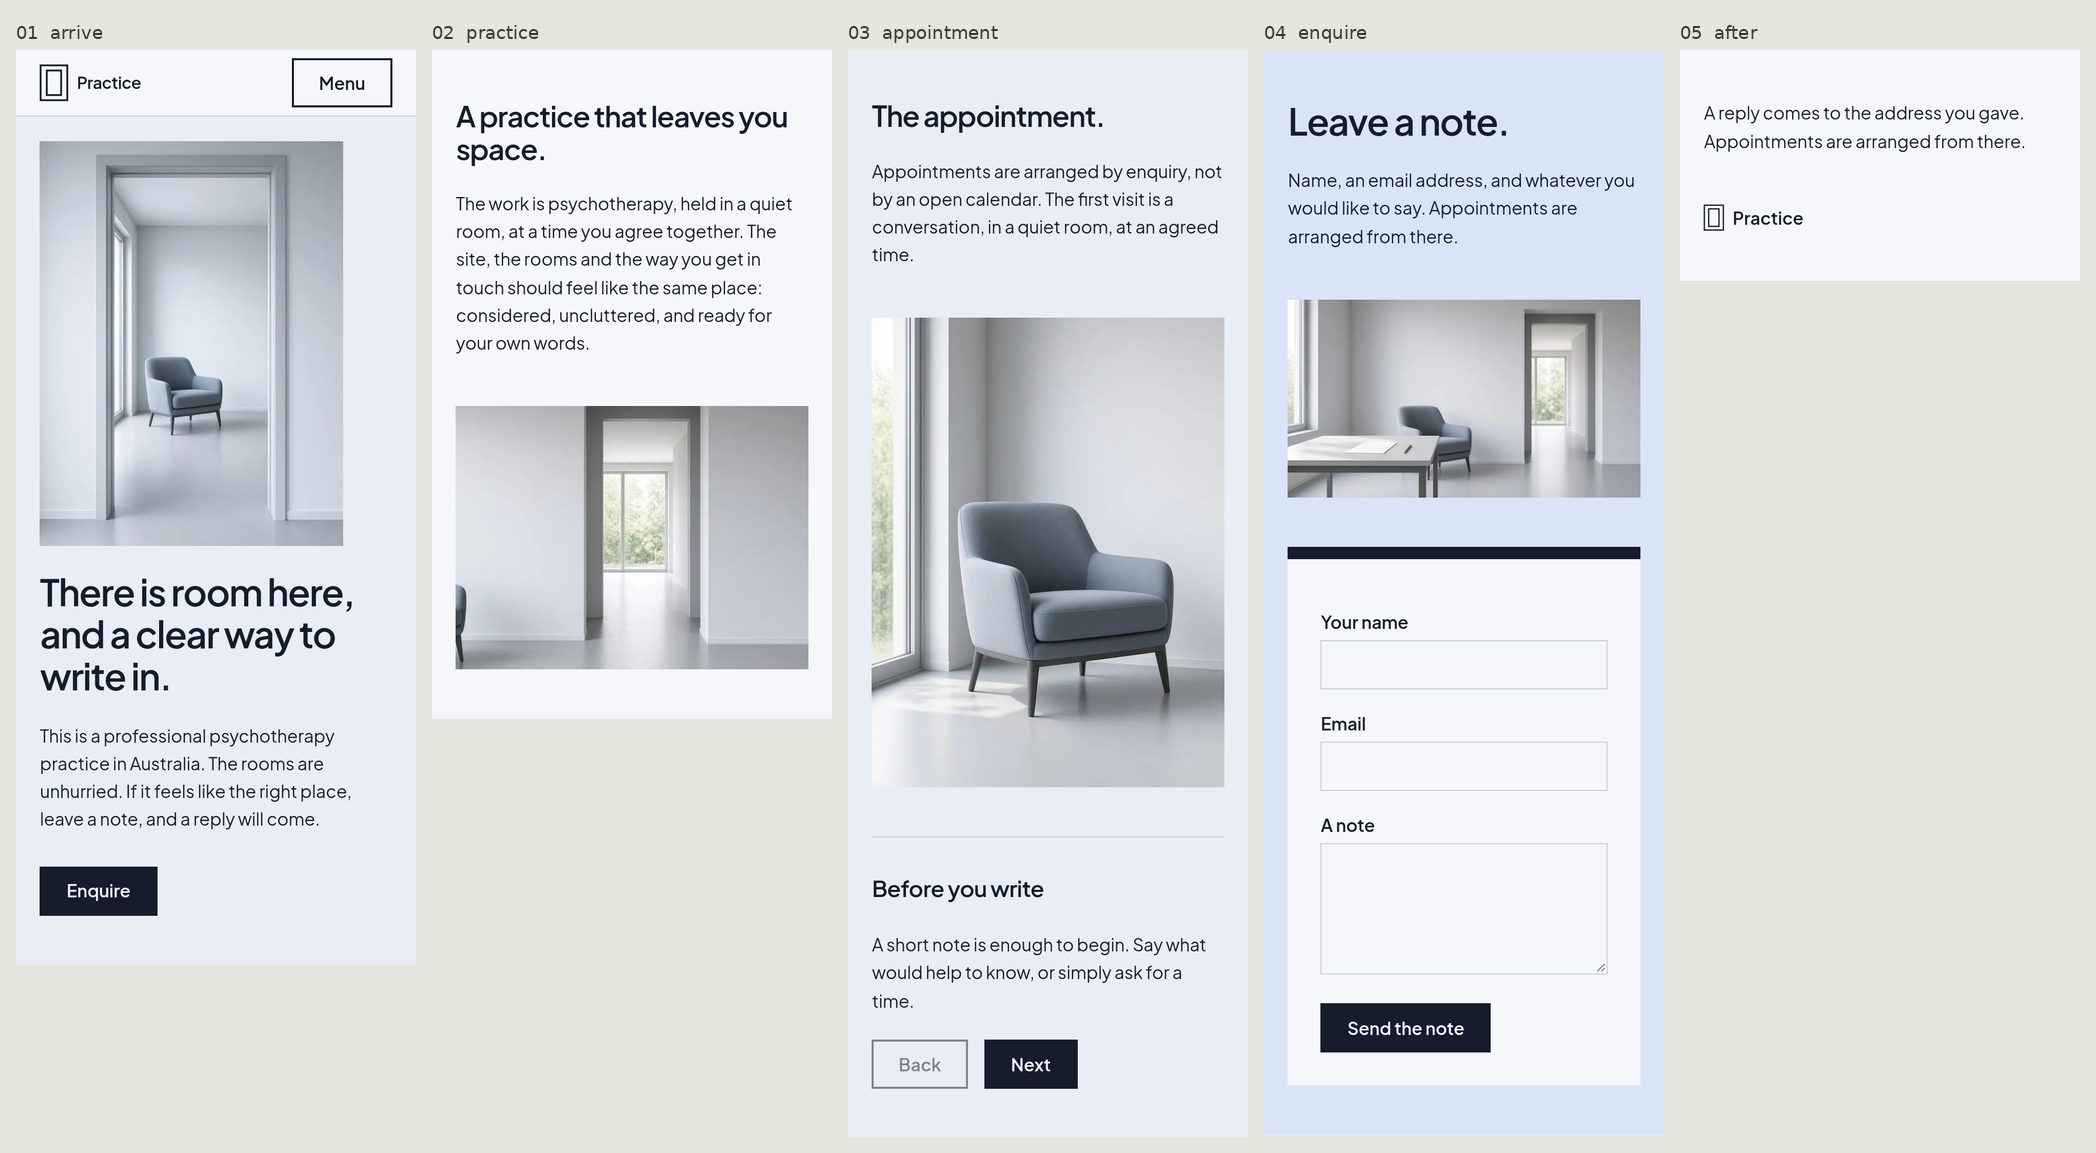 01 arrive
Practice
Menu
There is room here,
and a clear way to
write in.
This is a professional psychotherapy
practice in Australia. The rooms are
unhurried. If it feels like the right place,
leave a note, and a reply will come.
Enquire
02 practice
A practice that leaves you
space.
The work is psychotherapy, held in a quiet
room, at a time you agree together. The
site, the rooms and the way you get in
touch should feel like the same place:
considered, uncluttered, and ready for
your own words.
03 appointment
The appointment.
Appointments are arranged by enquiry, not
by an open calendar. The first visit is a
conversation, in a quiet room, at an agreed
time.
Before you write
A short note is enough to begin. Say what
would help to know, or simply ask for a
time.
Back
Next
04 enquire
Leave a note.
Name, an email address, and whatever you
would like to say. Appointments are
arranged from there.
Your name
Email
A note
Send the note
05 after
A reply comes to the address you gave.
Appointments are arranged from there.
Practice